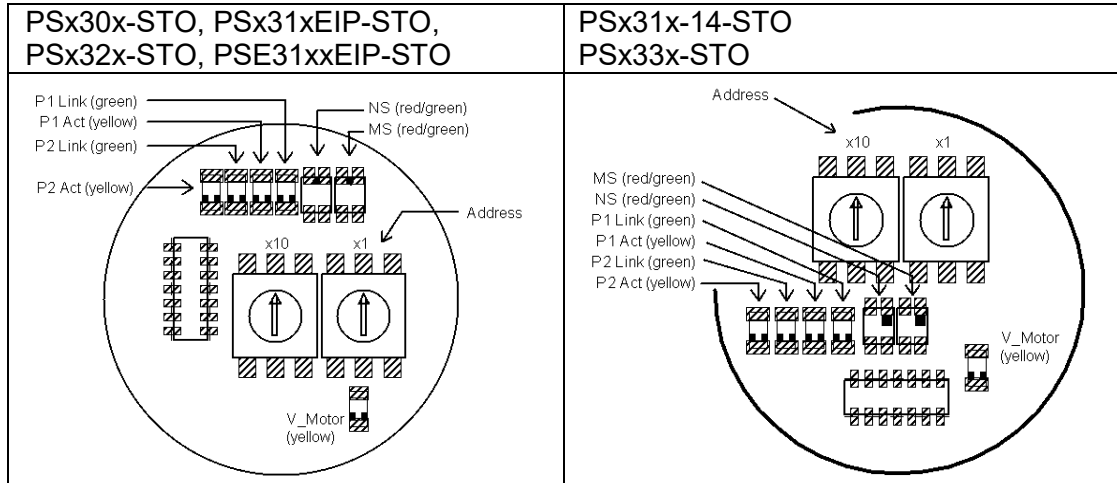 PSx30x-STO, PSx31xEIP-STO,
PSx32x-STO, PSE31xxEIP-STO
P1 Link (green)
P1 Act (yellow)
P2 Link (green)
P2 Act (yellow)
NS (red/green)
MS (red/green)
Address
x10 x1
V_Motor
(yellow)
PSx31x-14-STO
PSx33x-STO
Address
x10 x1
MS (red/green)
NS (red/green)
P1 Link (green)
P1 Act (yellow)
P2 Link (green)
P2 Act (yellow)
V_Motor
(yellow)